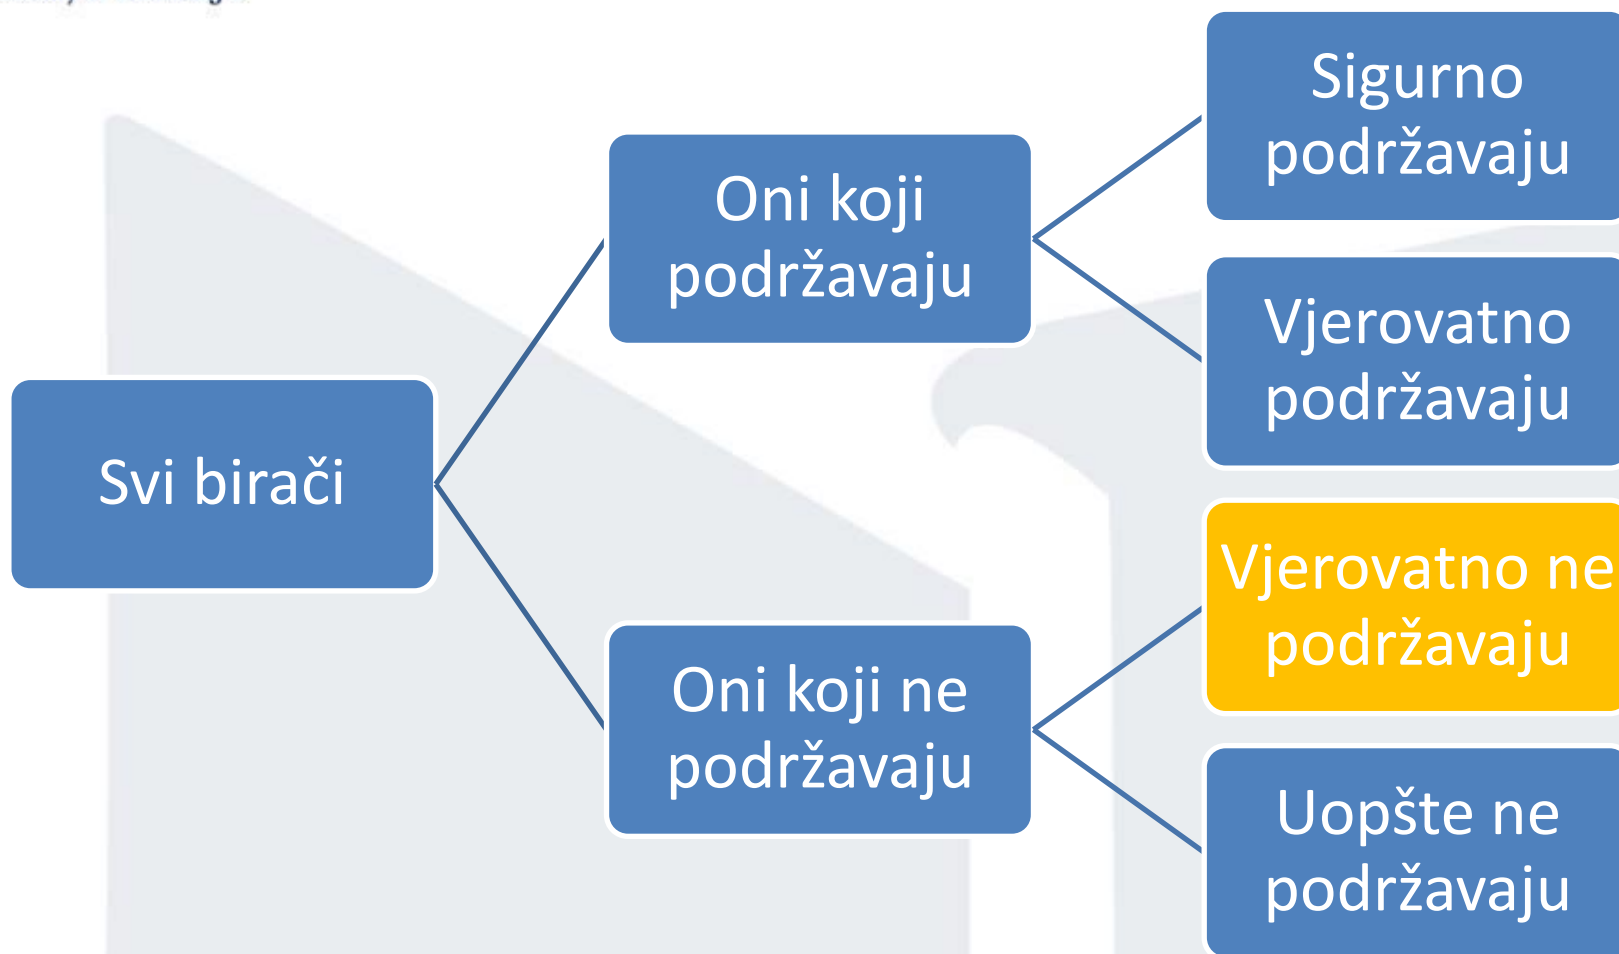 Svi birači
Oni koji
podržavaju
Oni koji ne
podržavaju
Sigurno
podržavaju
Vjerovatno
podržavaju
Vjerovatno ne
podržavaju
Uopšte ne
podržavaju